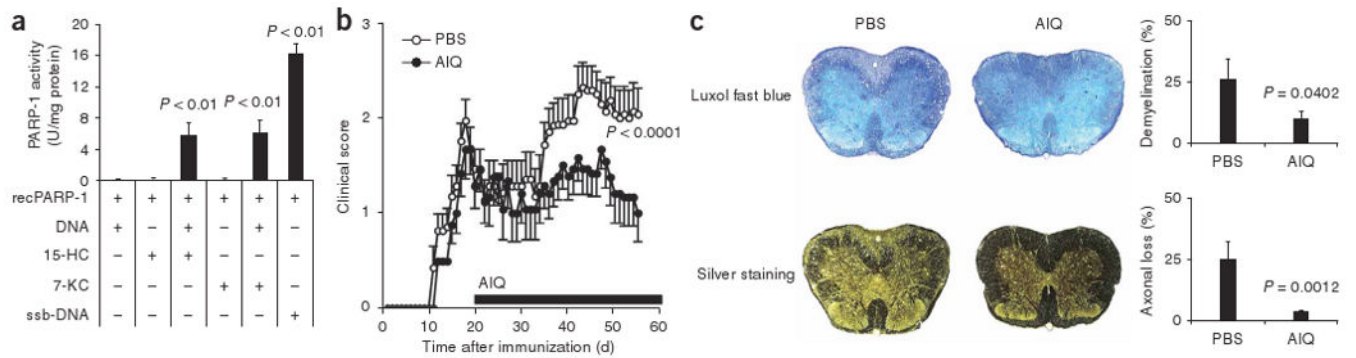 a
PARP-1 activity
(U/mg protein)
20
16
12
8
4
0
P < 0.01
P < 0.01
P < 0.01
recPARP-1 + + + + + +
DNA + – + – + –
15-HC – + + – – –
7-KC – – – + + –
ssb-DNA – – – – – +
b
Clinical score
3
2
1
0
PBS
AIQ
P < 0.0001
AIQ
0 10 20 30 40 50 60
Time after immunization (d)
c
PBS AIQ
Luxol fast blue
Silver staining
Demyelination (%)
50
25
0
P = 0.0402
PBS AIQ
Axonal loss (%)
50
25
0
P = 0.0012
PBS AIQ